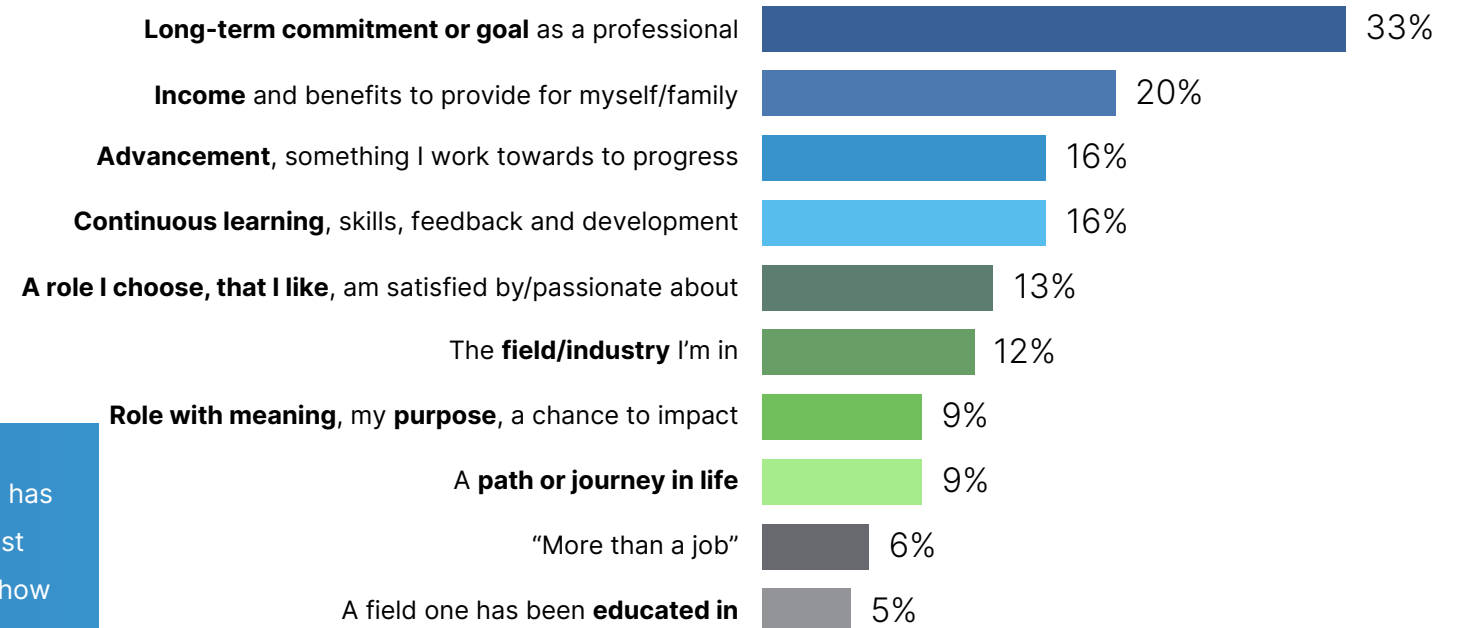 Long-term commitment or goal as a professional 33%
Income and benefits to provide for myself/family 20%
Advancement, something I work towards to progress 16%
Continuous learning, skills, feedback and development 16%
A role I choose, that I like, am satisfied by/passionate about 13%
The field/industry I’m in 12%
Role with meaning, my purpose, a chance to impact 9%
A path or journey in life 9%
“More than a job” 6%
A field one has been educated in 5%
has
st
how